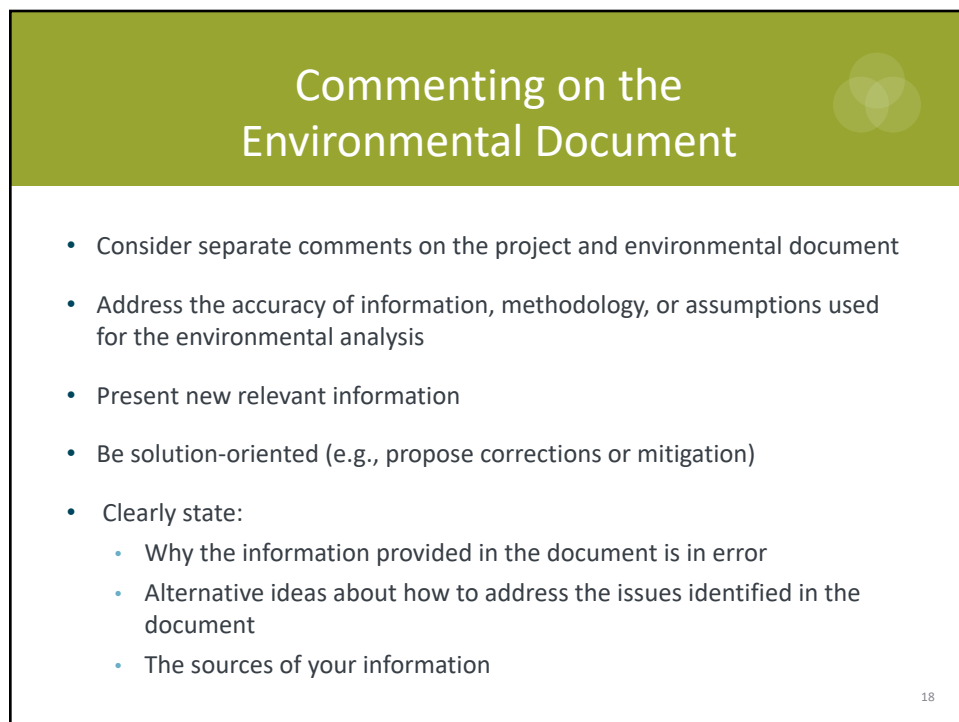 Commenting on the
Environmental Document
• Consider separate comments on the project and environmental document
• Address the accuracy of information, methodology, or assumptions used
for the environmental analysis
• Present new relevant information
• Be solution-oriented (e.g., propose corrections or mitigation)
• Clearly state:
• Why the information provided in the document is in error
• Alternative ideas about how to address the issues identified in the
document
• The sources of your information
18